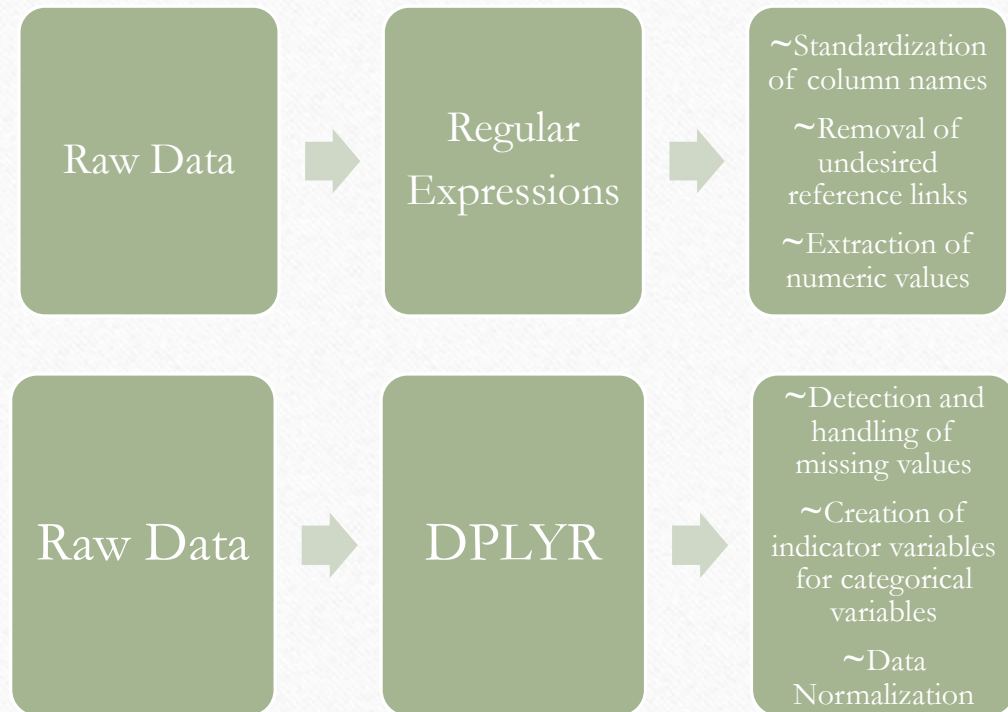 Raw Data
Regular
Expressions
~Standardization
of column names
~Removal of
undesired
reference links
~Extraction of
numeric values
Raw Data
DPLYR
~Detection and
handling of
missing values
~Creation of
indicator variables
for categorical
variables
~Data
Normalization